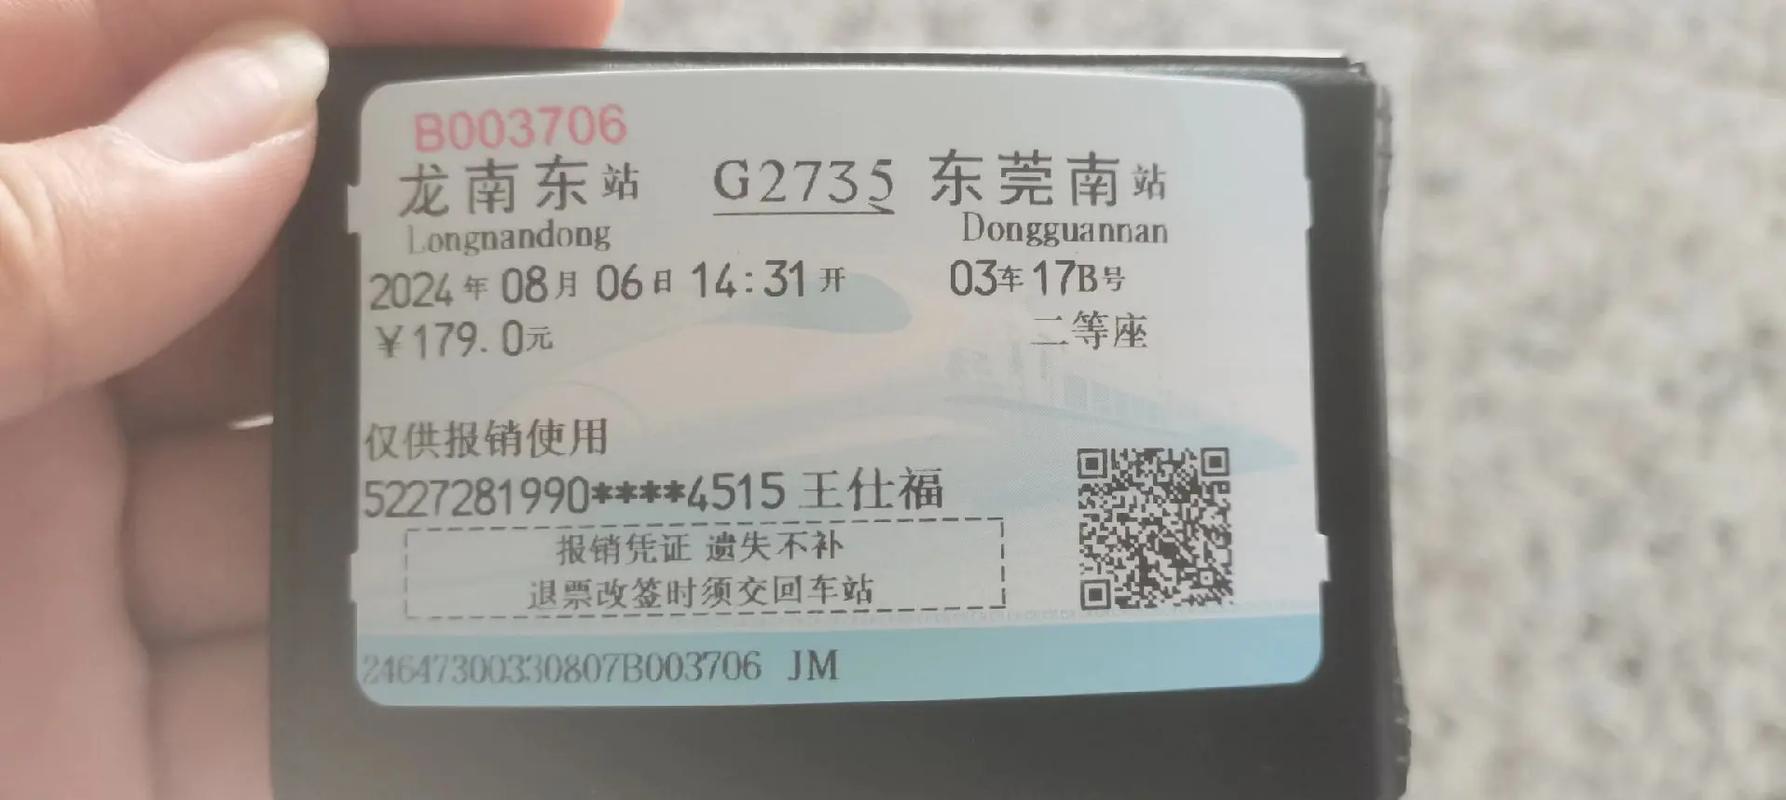 B003706
龙南东站 G2735 东莞南站
Longnandong Dongguannan
2024年08月06日14:31开 03车17B号
￥179.0元 二等座
仅供报销使用
5227281990****4515 王仕福
报销凭证 遗失不补
退票改签时须交回车站
24647300330807B003706 JM